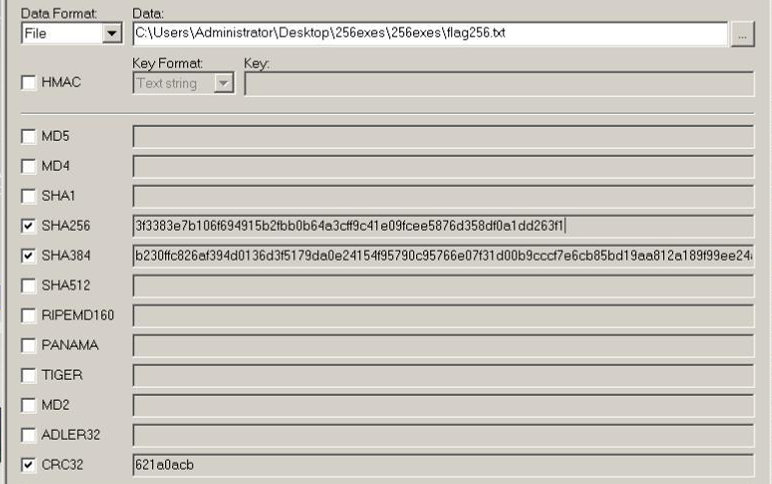 Data Format: Data:
File C:\Users\Administrator\Desktop\256exes\256exes\flag256.txt ...
Key Format: Key:
HMAC Text string
MD5
MD4
SHA1
SHA256 3f3383e7b106f694915b2fbb0b64a3cff9c41e09fcee5876d358df0a1dd263f1
SHA384 b230ffc826af394d0136d3f5179da0e24154f95790c95766e07f31d00b9cccf7e6cb85bd19aa812a189f99ee24
SHA512
RIPEMD160
PANAMA
TIGER
MD2
ADLER32
CRC32 621a0acb